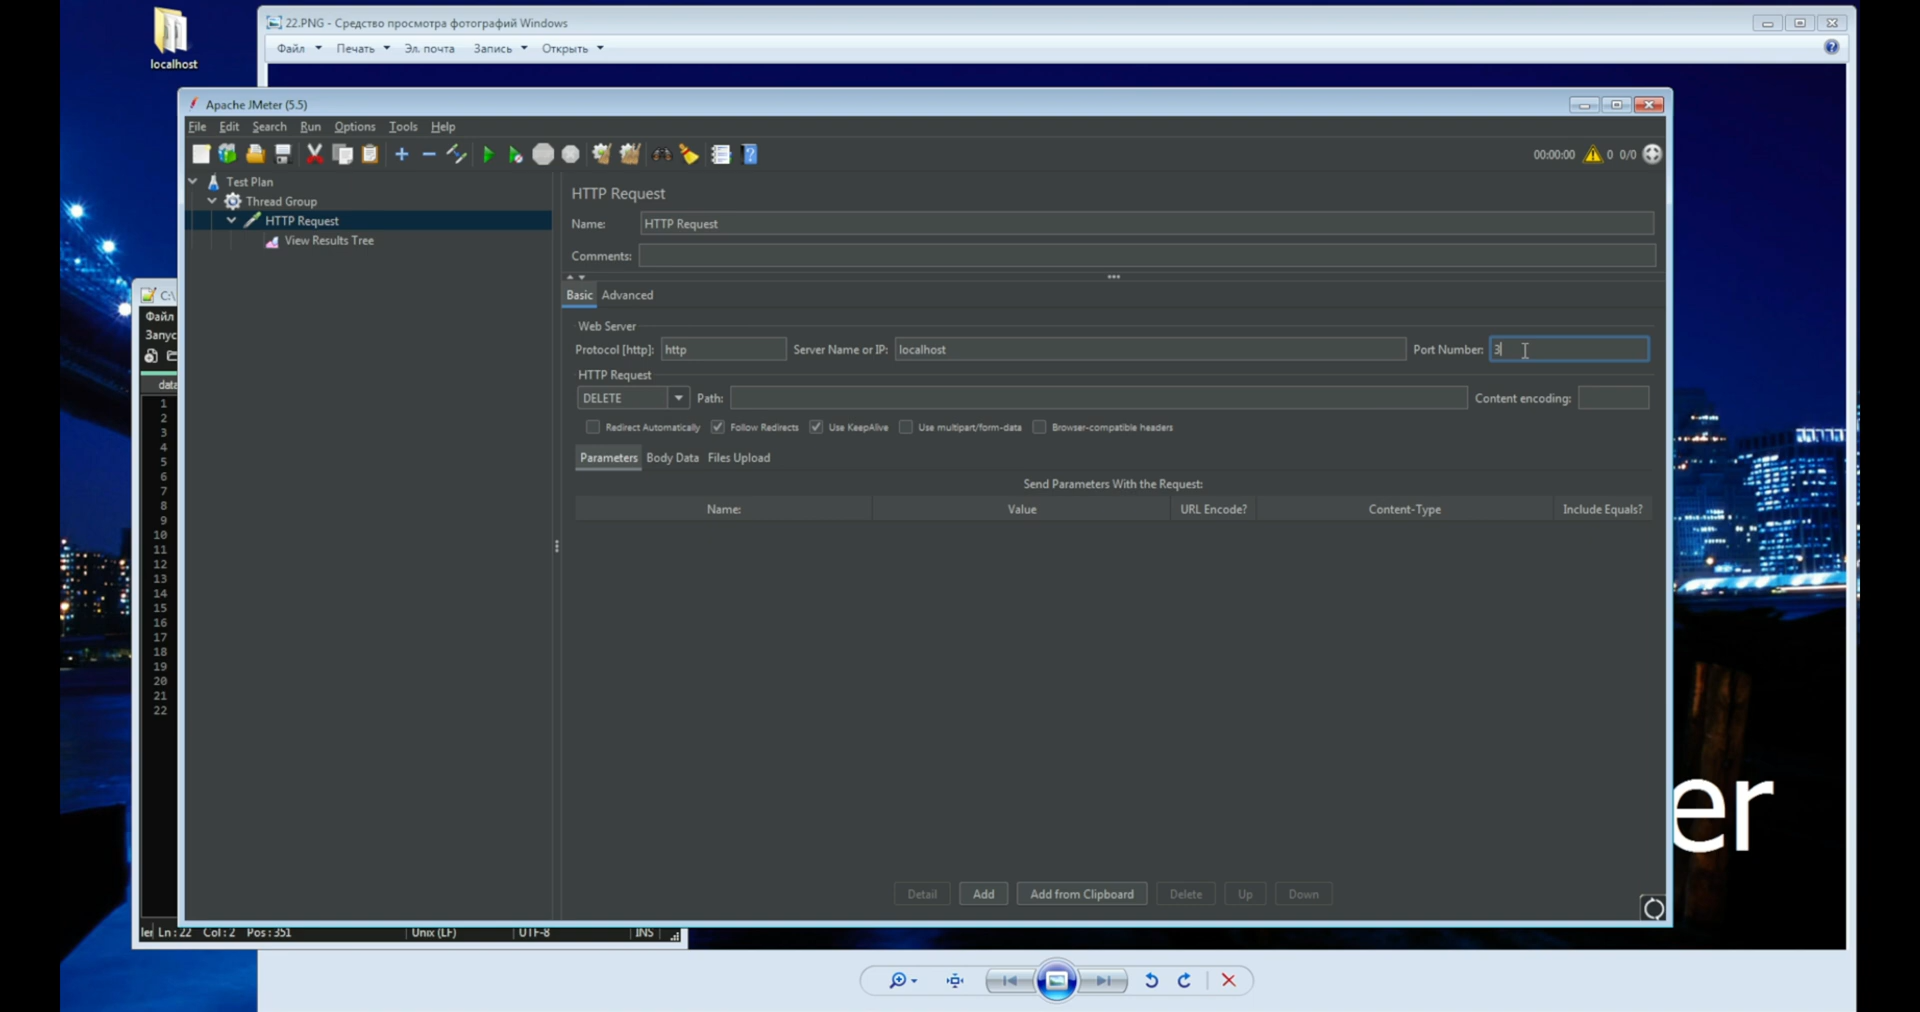 localhost
22.PNG - Средство просмотра фотографий Windows
Файл Печать Эл. почта Запись Открыть
Apache JMeter (5.5)
File Edit Search Run Options Tools Help
00:00:00 0 0/0
Test Plan
Thread Group
HTTP Request
View Results Tree
HTTP Request
Name: HTTP Request
Comments:
Basic Advanced
Web Server
Protocol [http]: http Server Name or IP: localhost Port Number: 3
HTTP Request
DELETE Path: Content encoding:
Redirect Automatically Follow Redirects Use KeepAlive Use multipart/form-data Browser-compatible headers
Parameters Body Data Files Upload
Send Parameters With the Request:
Name: Value URL Encode? Content-Type Include Equals?
Detail Add Add from Clipboard Delete Up Down
C:\
Файл
Запус
data
1
2
3
4
5
6
7
8
9
10
11
12
13
14
15
16
17
18
19
20
21
22
Ln:22 Col:2 Pos:351 Unix (LF) UTF-8 INS
er